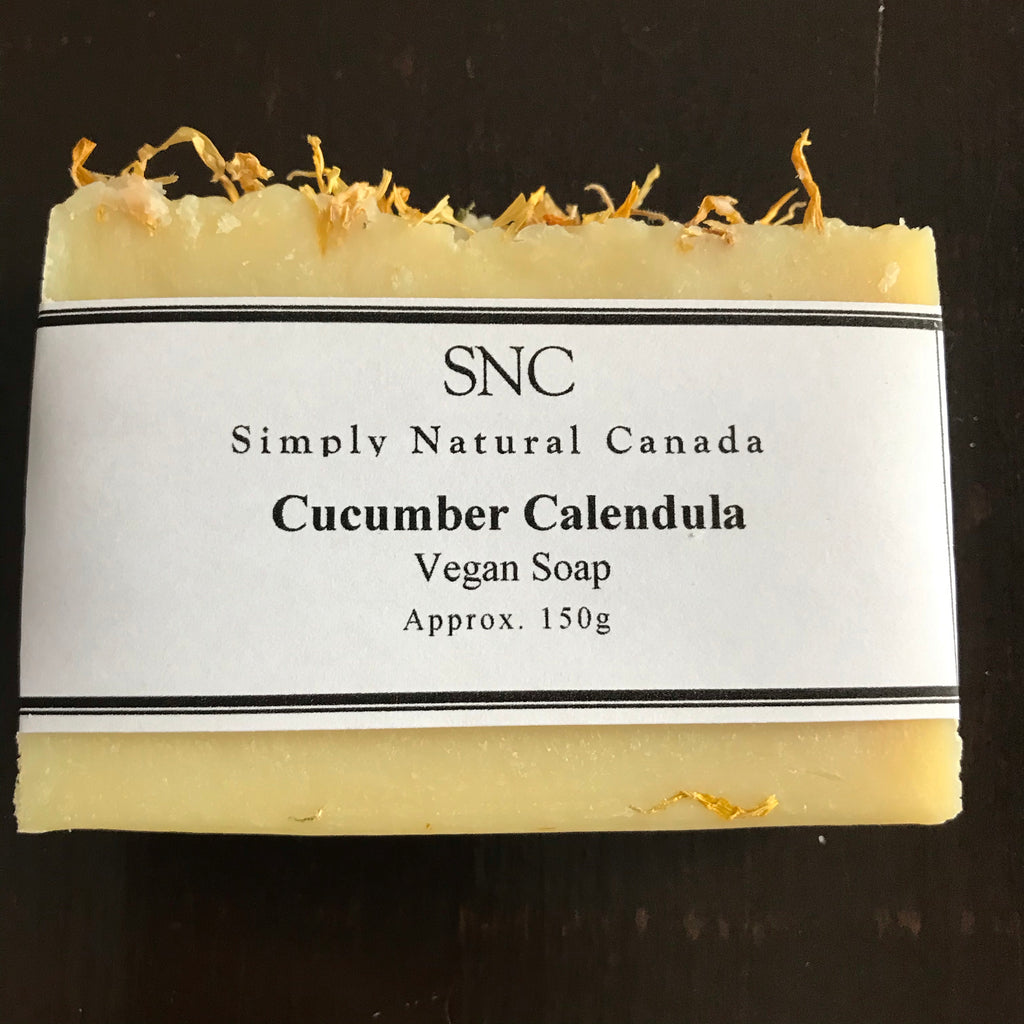 SNC
Simply Natural Canada
Cucumber Calendula
Vegan Soap
Approx. 150g